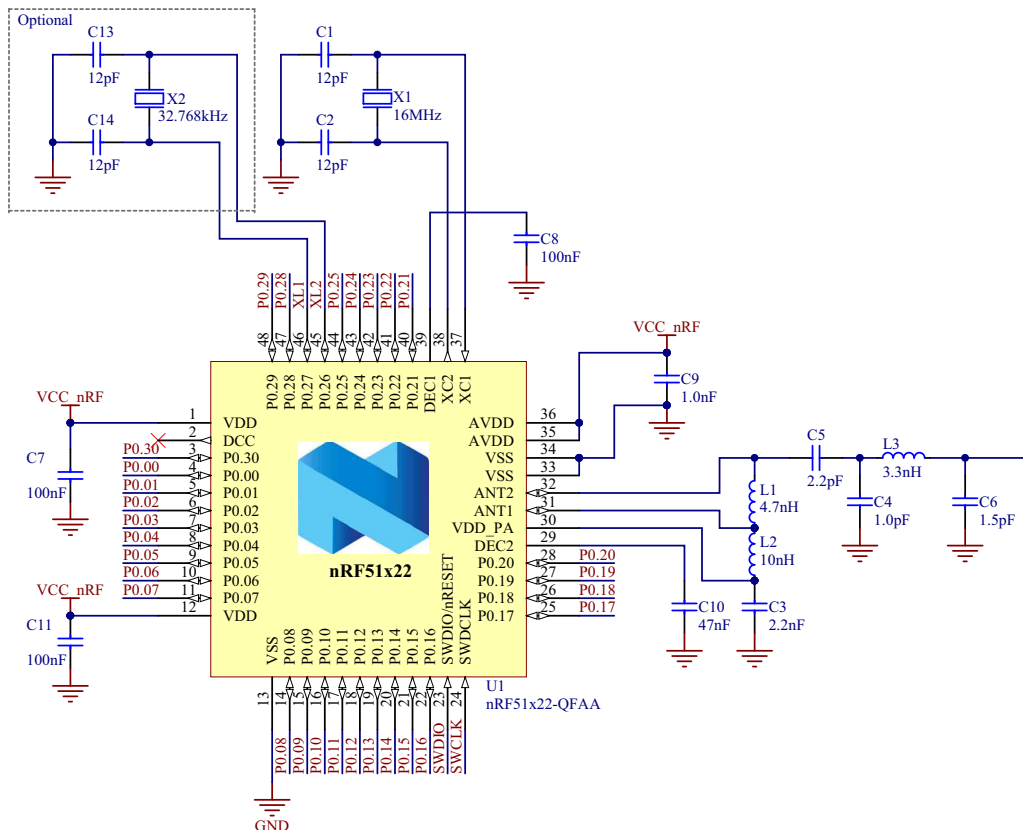 Optional
C13
12pF
X2
32.768kHz
C14
12pF
C1
12pF
X1
16MHz
C2
12pF
C8
100nF
P0.29
P0.28
XL1
XL2
P0.25
P0.24
P0.23
P0.22
P0.21
48
47
46
45
44
43
42
41
40
39
38
37
P0.29
P0.28
P0.27
P0.26
P0.25
P0.24
P0.23
P0.22
P0.21
DEC1
XC2
XC1
VCC_nRF
C7
100nF
VCC_nRF
C11
100nF
P0.30
P0.00
P0.01
P0.02
P0.03
P0.04
P0.05
P0.06
P0.07
1
2
3
4
5
6
7
8
9
10
11
12
VDD
DCC
P0.30
P0.00
P0.01
P0.02
P0.03
P0.04
P0.05
P0.06
P0.07
VDD
nRF51x22
AVDD
AVDD
VSS
VSS
ANT2
ANT1
VDD_PA
DEC2
P0.20
P0.19
P0.18
P0.17
36
35
34
33
32
31
30
29
28
27
26
25
P0.20
P0.19
P0.18
P0.17
VCC_nRF
C9
1.0nF
C5
2.2pF
L3
3.3nH
L1
4.7nH
C4
1.0pF
C6
1.5pF
L2
10nH
C10
47nF
C3
2.2nF
VSS
P0.08
P0.09
P0.10
P0.11
P0.12
P0.13
P0.14
P0.15
P0.16
SWDIO/nRESET
SWDCLK
13
14
15
16
17
18
19
20
21
22
23
24
P0.08
P0.09
P0.10
P0.11
P0.12
P0.13
P0.14
P0.15
P0.16
SWDIO
SWCLK
U1
nRF51x22-QFAA
GND